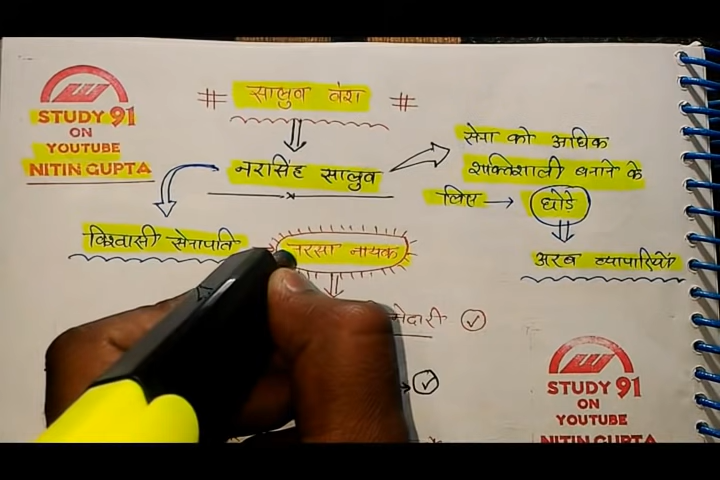 # सालुव वंश #
STUDY 91
ON
YOUTUBE
NITIN GUPTA
नरसिंह सालुव
सेना को अधिक
शक्तिशाली बनाने के
लिए → घोड़े
अरब व्यापारियों
विश्वासी सेनापति
नरसा नायक
मेदारी
STUDY 91
ON
YOUTUBE
NITIN GUPTA